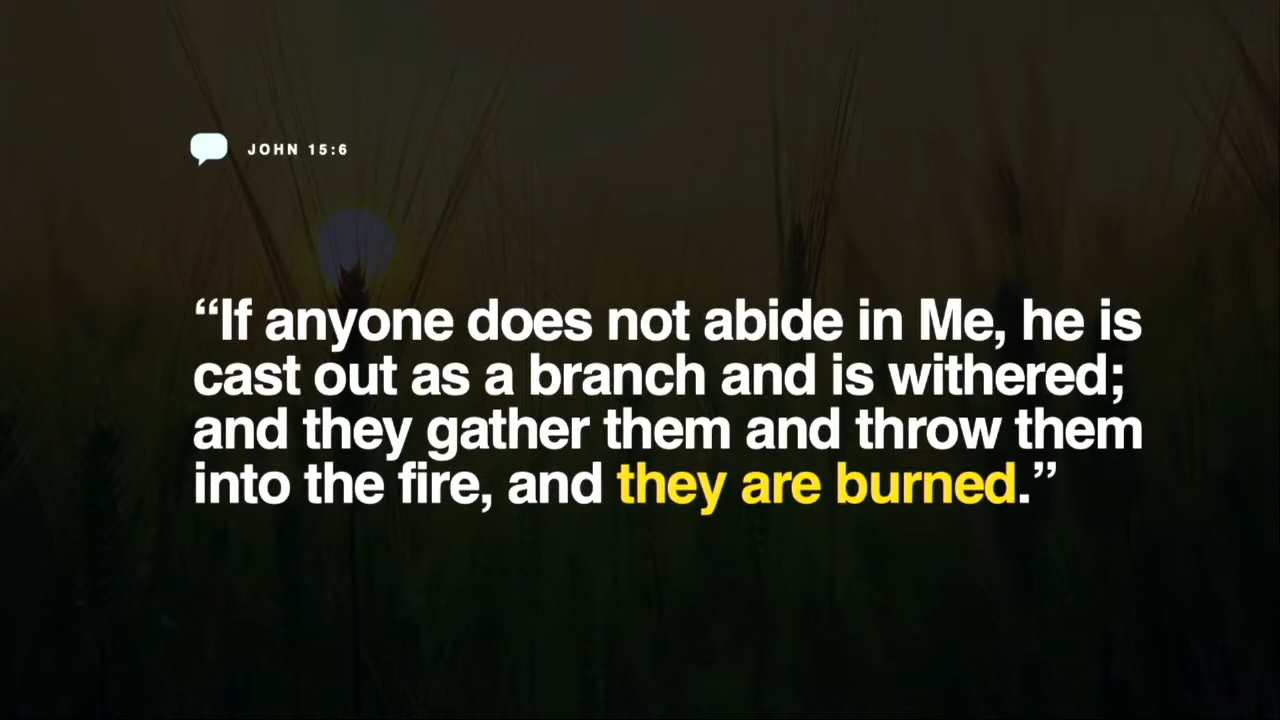 JOHN 15:6
“If anyone does not abide in Me, he is
cast out as a branch and is withered;
and they gather them and throw them
into the fire, and they are burned.”